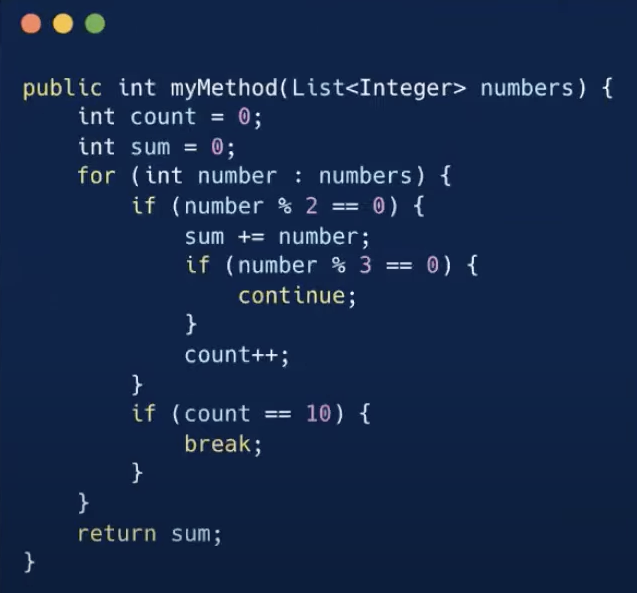 public int myMethod(List<Integer> numbers) {
    int count = 0;
    int sum = 0;
    for (int number : numbers) {
        if (number % 2 == 0) {
            sum += number;
            if (number % 3 == 0) {
                continue;
            }
            count++;
        }
        if (count == 10) {
            break;
        }
    }
    return sum;
}